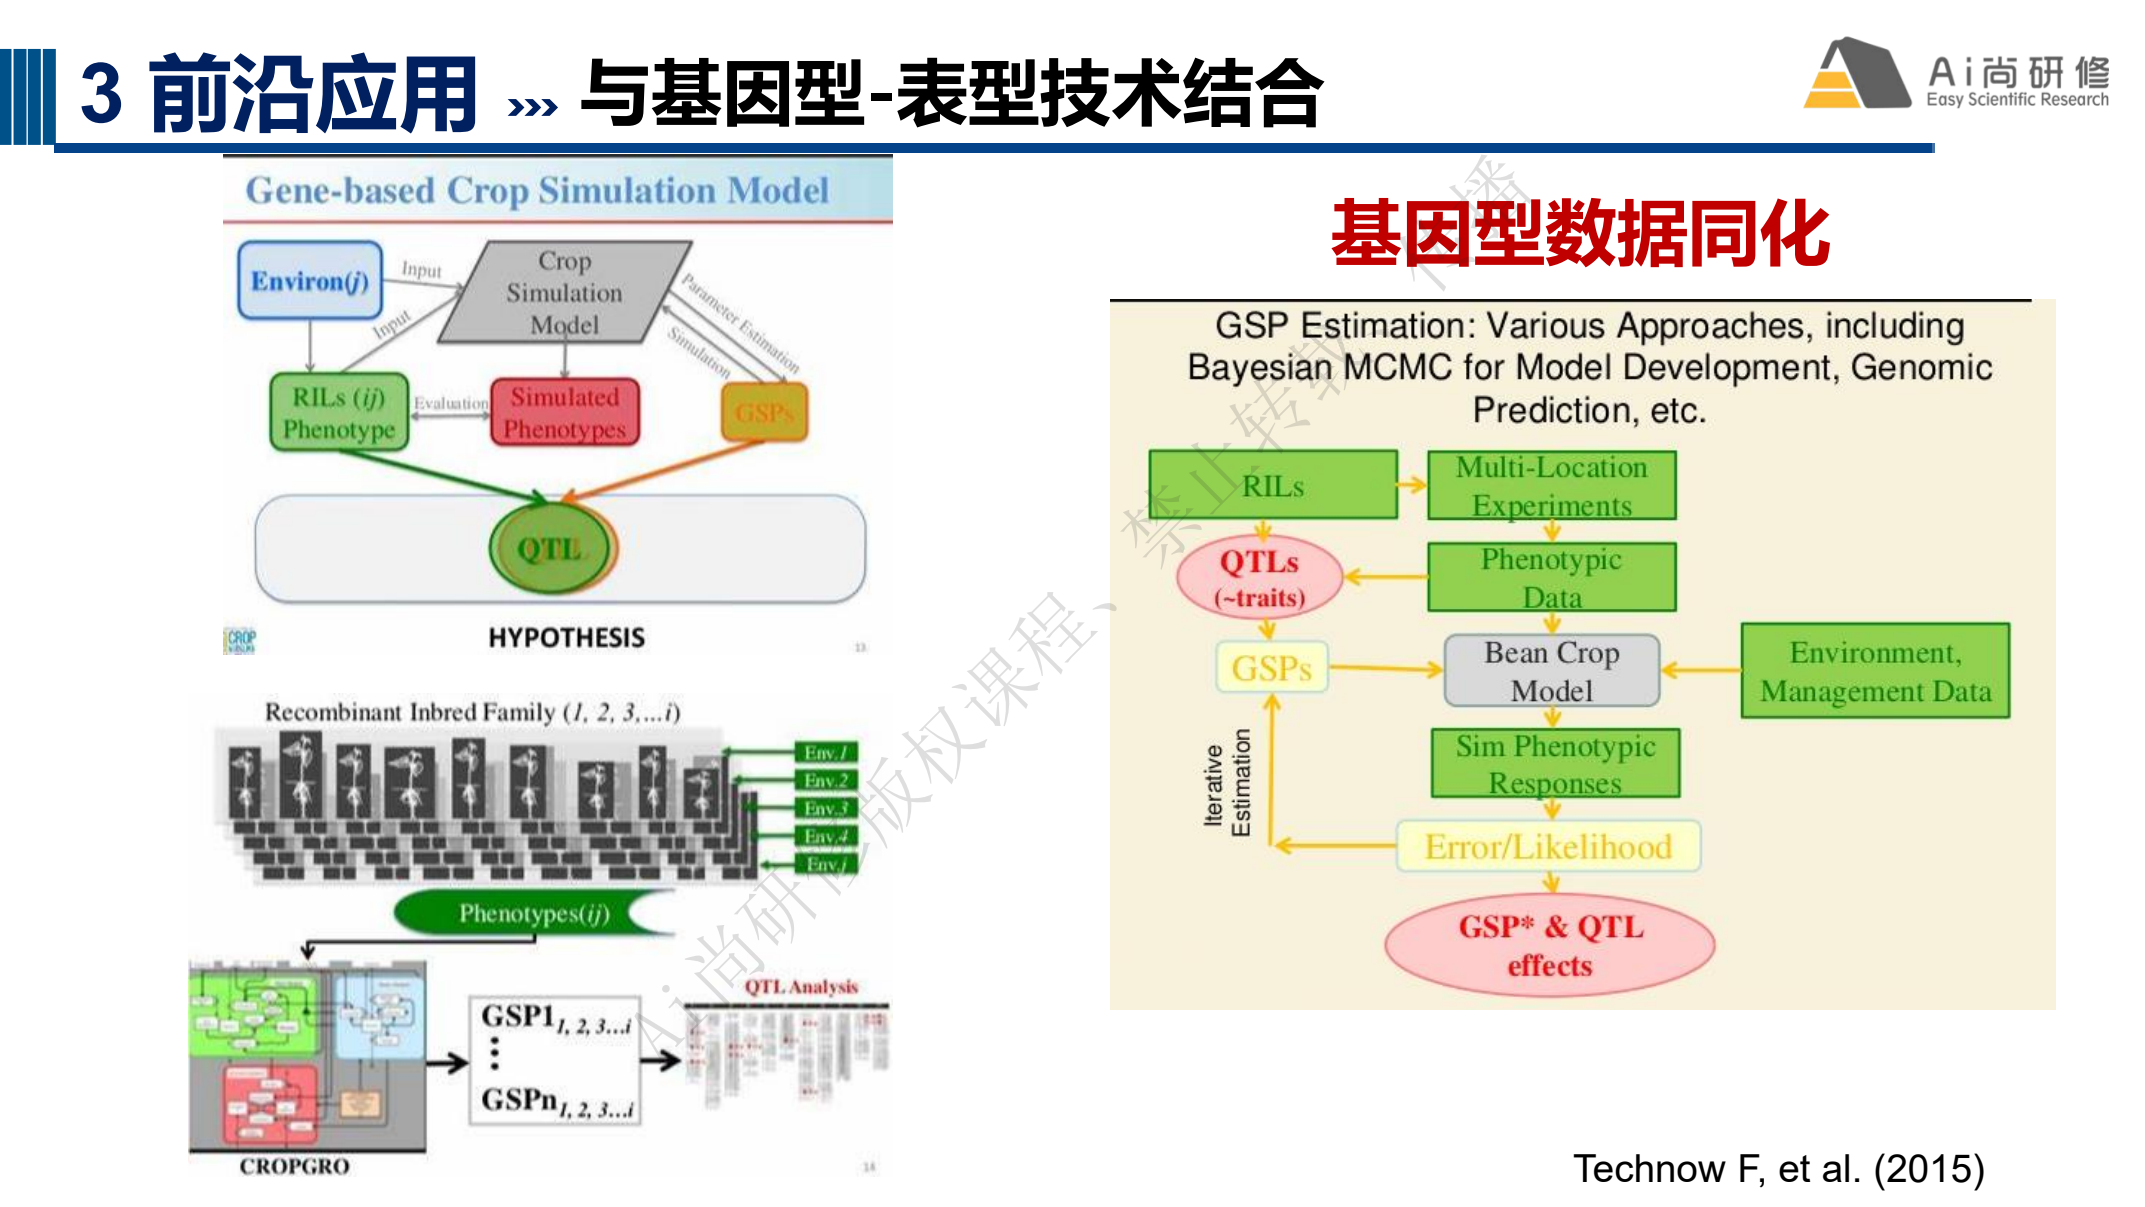 3 前沿应用 ›››› 与基因型-表型技术结合
Ai尚研修
Easy Scientific Research
Gene-based Crop Simulation Model
Environ(j)
Input
Crop
Simulation
Model
Input
Parameter Estimation
Simulation
RILs (ij)
Phenotype
Evaluation
Simulated
Phenotypes
GSPs
QTL
HYPOTHESIS
CROP
13
Recombinant Inbred Family (1, 2, 3,...i)
Env.1
Env.2
Env.3
Env.4
Env.j
Phenotypes(ij)
GSP1 1, 2, 3...i
GSPn 1, 2, 3...i
QTL Analysis
CROPGRO
14
基因型数据同化
GSP Estimation: Various Approaches, including
Bayesian MCMC for Model Development, Genomic
Prediction, etc.
RILs
Multi-Location
Experiments
QTLs
(~traits)
Phenotypic
Data
GSPs
Bean Crop
Model
Environment,
Management Data
Sim Phenotypic
Responses
Iterative
Estimation
Error/Likelihood
GSP* & QTL
effects
Technow F, et al. (2015)
Ai尚研修版权课程、禁止转载、传播